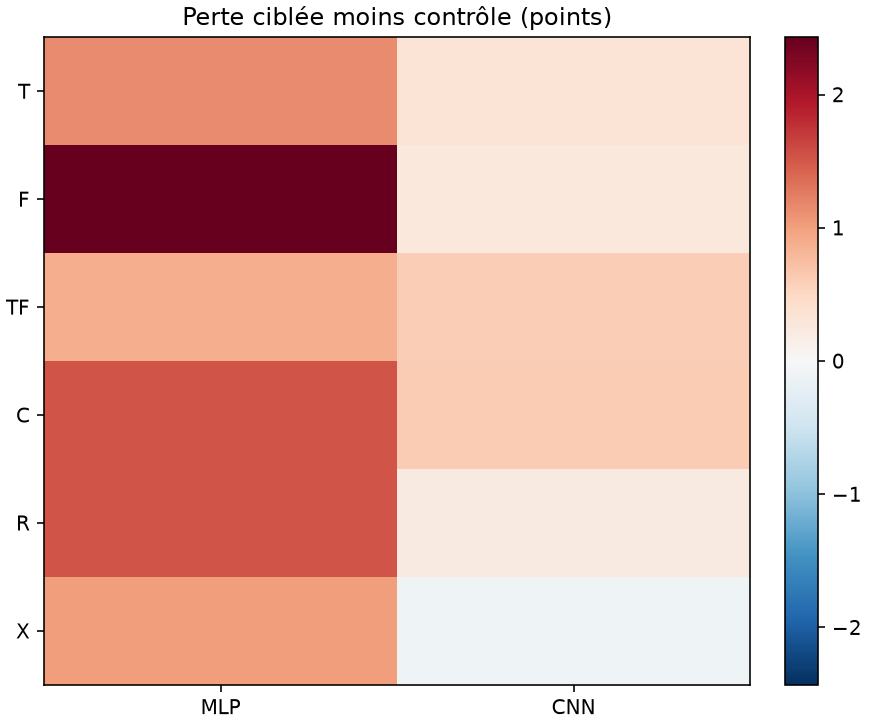 Perte ciblée moins contrôle (points)
T
F
TF
C
R
X
MLP
CNN
2
1
0
−1
−2